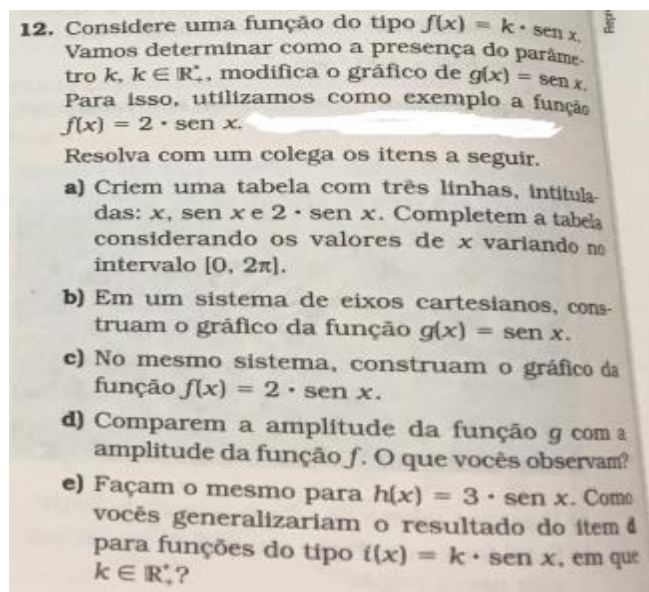 12. Considere uma função do tipo f(x) = k · sen x.
Vamos determinar como a presença do parâme-
tro k, k ∈ ℝ*₊, modifica o gráfico de g(x) = sen x.
Para isso, utilizamos como exemplo a função
f(x) = 2 · sen x.
Resolva com um colega os itens a seguir.
a) Criem uma tabela com três linhas, intitula-
das: x, sen x e 2 · sen x. Completem a tabela
considerando os valores de x variando no
intervalo [0, 2π].
b) Em um sistema de eixos cartesianos, cons-
truam o gráfico da função g(x) = sen x.
c) No mesmo sistema, construam o gráfico da
função f(x) = 2 · sen x.
d) Comparem a amplitude da função g com a
amplitude da função f. O que vocês observam?
e) Façam o mesmo para h(x) = 3 · sen x. Como
vocês generalizariam o resultado do item d
para funções do tipo i(x) = k · sen x, em que
k ∈ ℝ*₊?